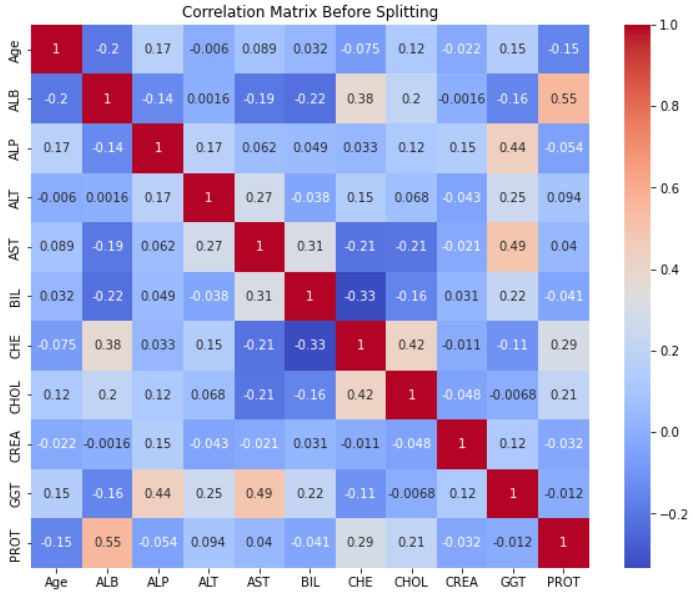 Correlation Matrix Before Splitting
Age 1 -0.2 0.17 -0.006 0.089 0.032 -0.075 0.12 -0.022 0.15 -0.15
ALB -0.2 1 -0.14 0.0016 -0.19 -0.22 0.38 0.2 -0.0016 -0.16 0.55
ALP 0.17 -0.14 1 0.17 0.062 0.049 0.033 0.12 0.15 0.44 -0.054
ALT -0.006 0.0016 0.17 1 0.27 -0.038 0.15 0.068 -0.043 0.25 0.094
AST 0.089 -0.19 0.062 0.27 1 0.31 -0.21 -0.21 -0.021 0.49 0.04
BIL 0.032 -0.22 0.049 -0.038 0.31 1 -0.33 -0.16 0.031 0.22 -0.041
CHE -0.075 0.38 0.033 0.15 -0.21 -0.33 1 0.42 -0.011 -0.11 0.29
CHOL 0.12 0.2 0.12 0.068 -0.21 -0.16 0.42 1 -0.048 -0.0068 0.21
CREA -0.022 -0.0016 0.15 -0.043 -0.021 0.031 -0.011 -0.048 1 0.12 -0.032
GGT 0.15 -0.16 0.44 0.25 0.49 0.22 -0.11 -0.0068 0.12 1 -0.012
PROT -0.15 0.55 -0.054 0.094 0.04 -0.041 0.29 0.21 -0.032 -0.012 1
Age ALB ALP ALT AST BIL CHE CHOL CREA GGT PROT
1.0
0.8
0.6
0.4
0.2
0.0
−0.2